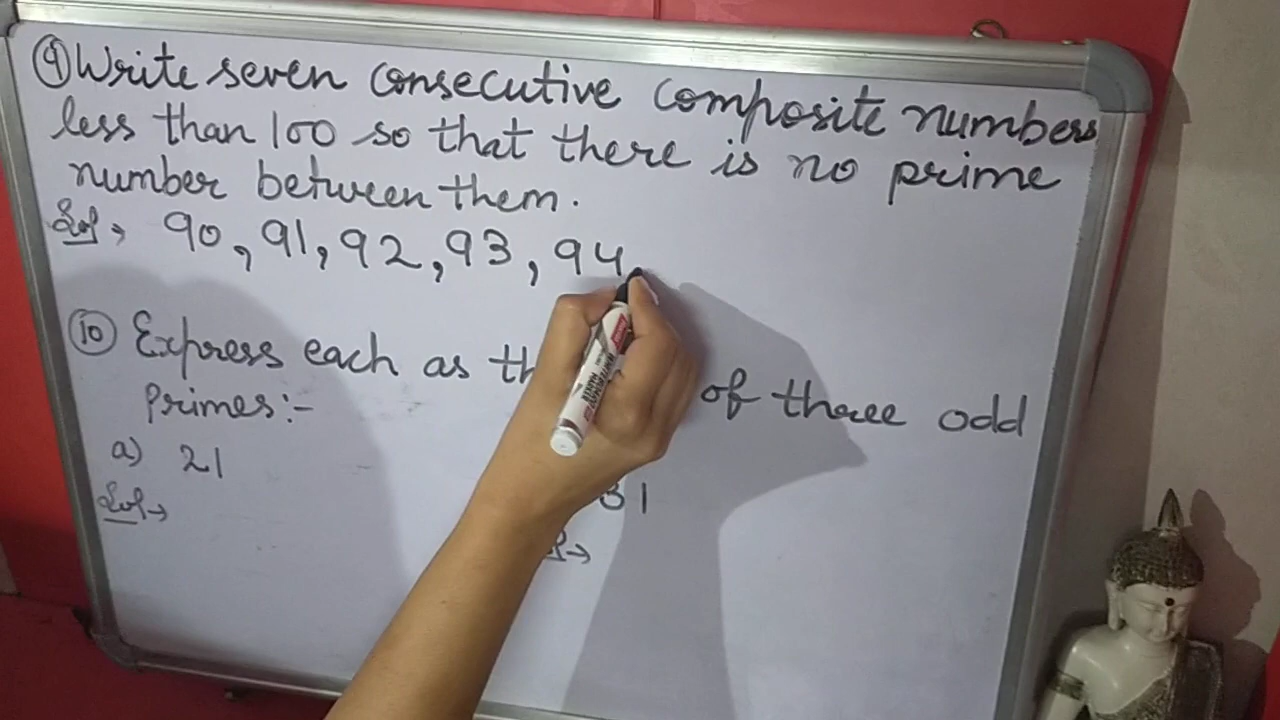 9 Write seven consecutive composite numbers
less than 100 so that there is no prime
number between them.
Sol → 90, 91, 92, 93, 94,
10 Express each as of three odd
Primes:-
a) 21
31
Sol →